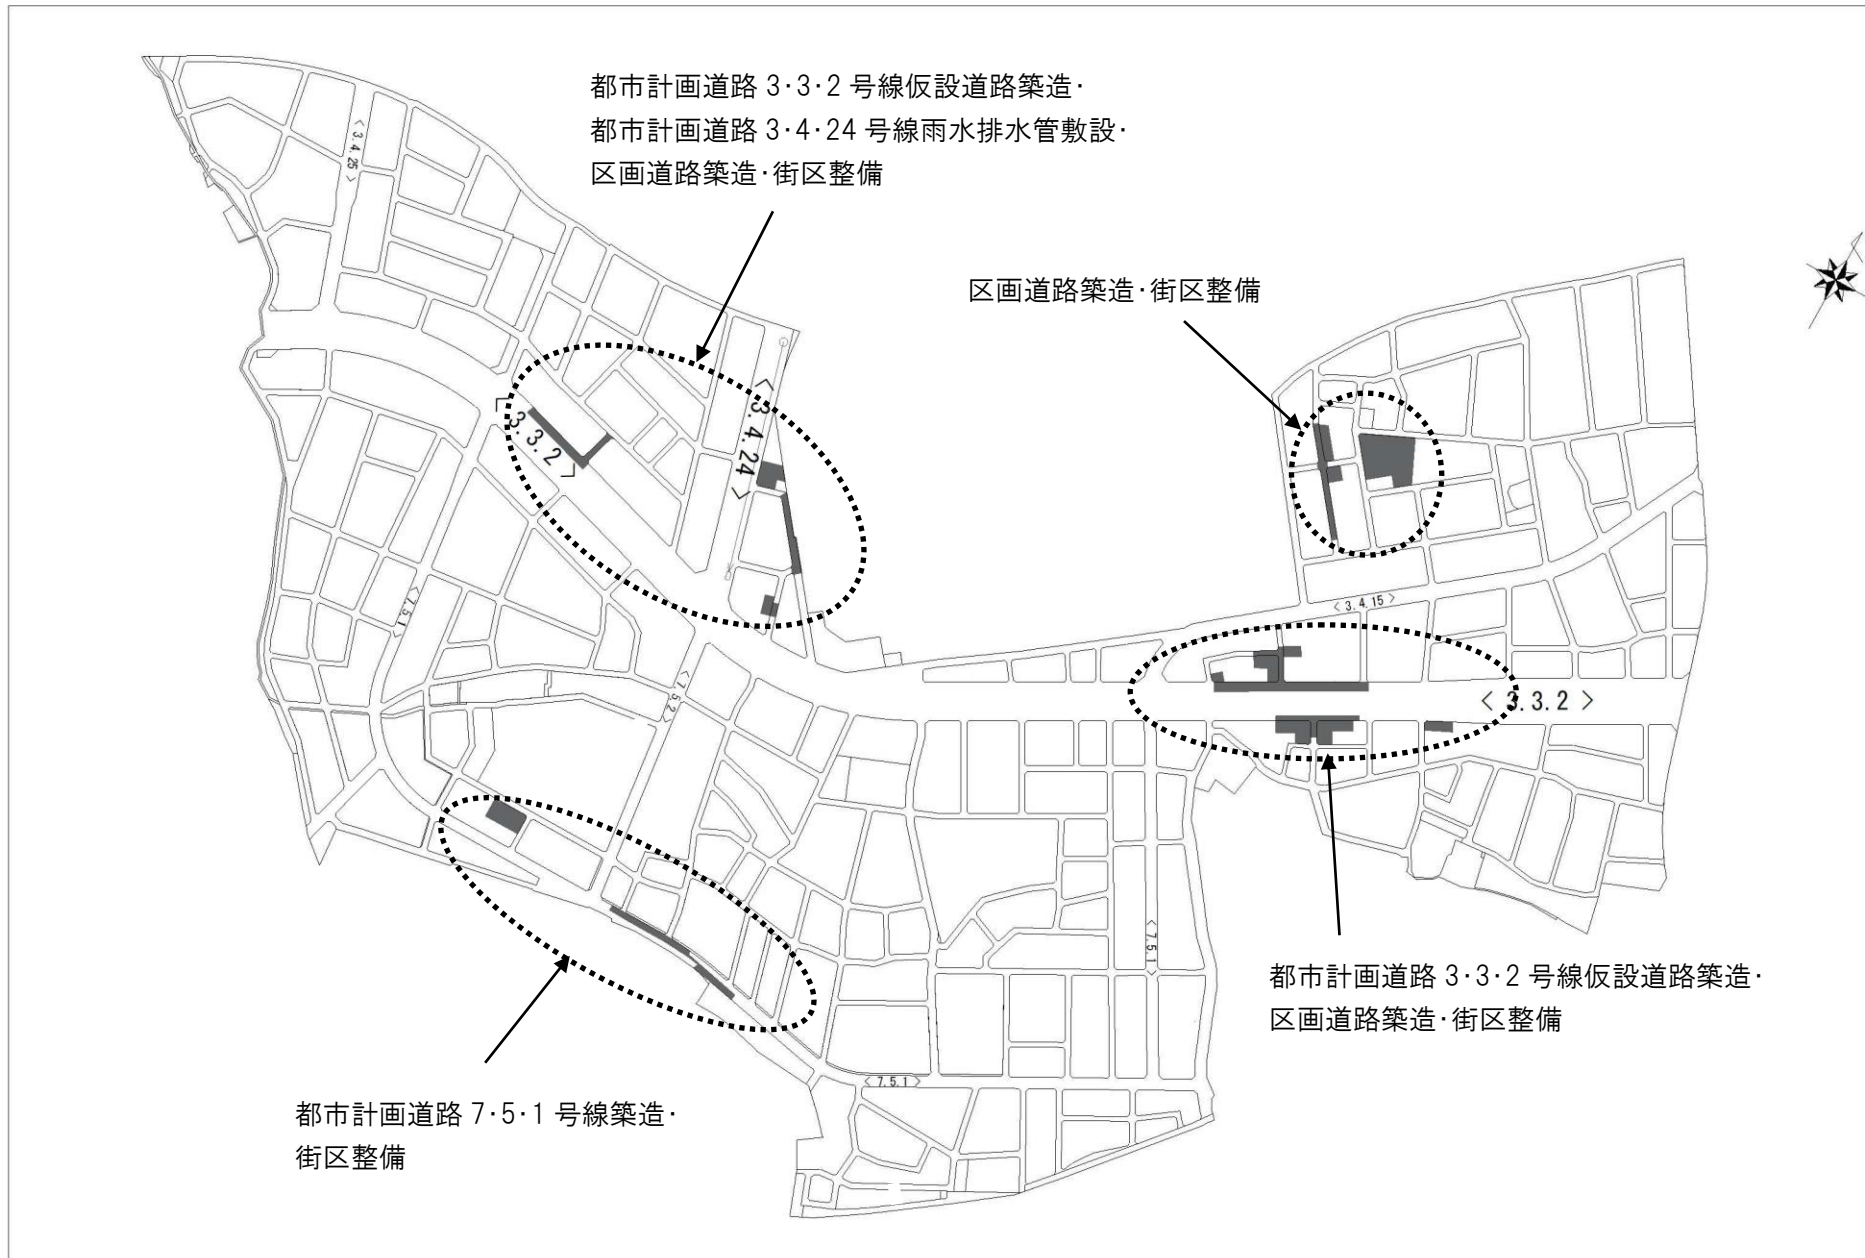 都市計画道路 3･3･2 号線仮設道路築造･
都市計画道路 3･4･24 号線雨水排水管敷設･
区画道路築造･街区整備
区画道路築造･街区整備
<3.4.25>
<3.3.2>
<3.4.24>
<7.5.1>
<3.4.15>
<7.5.2>
<3.3.2>
<7.5.1>
都市計画道路 3･3･2 号線仮設道路築造･
区画道路築造･街区整備
<7.5.1>
都市計画道路 7･5･1 号線築造･
街区整備